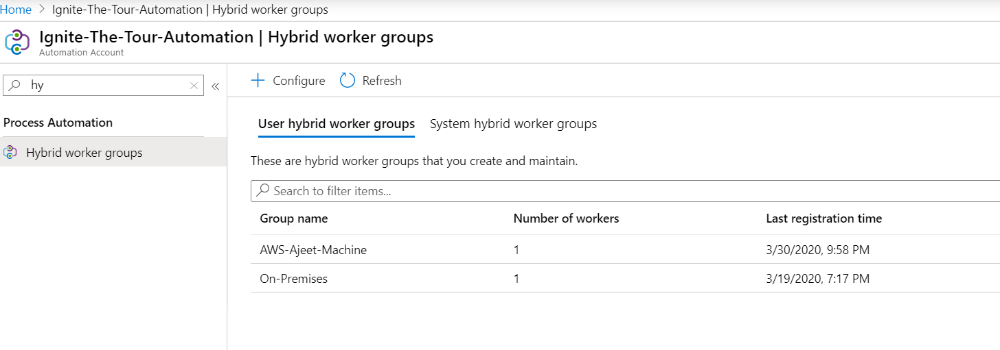 Home > Ignite-The-Tour-Automation | Hybrid worker groups
Ignite-The-Tour-Automation | Hybrid worker groups
Automation Account
hy
«
Configure Refresh
Process Automation
Hybrid worker groups
User hybrid worker groups System hybrid worker groups
These are hybrid worker groups that you create and maintain.
Search to filter items...
Group name Number of workers Last registration time
AWS-Ajeet-Machine 1 3/30/2020, 9:58 PM
On-Premises 1 3/19/2020, 7:17 PM